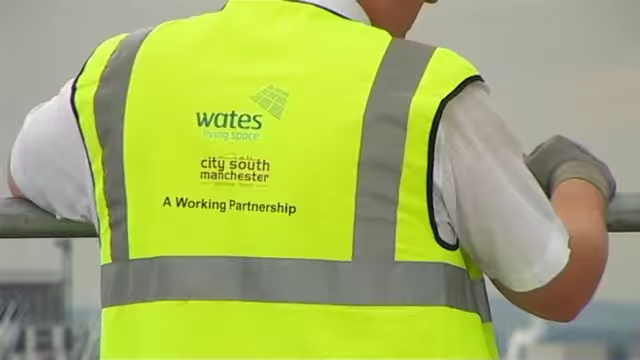 wates
living space
city south
manchester
A Working Partnership